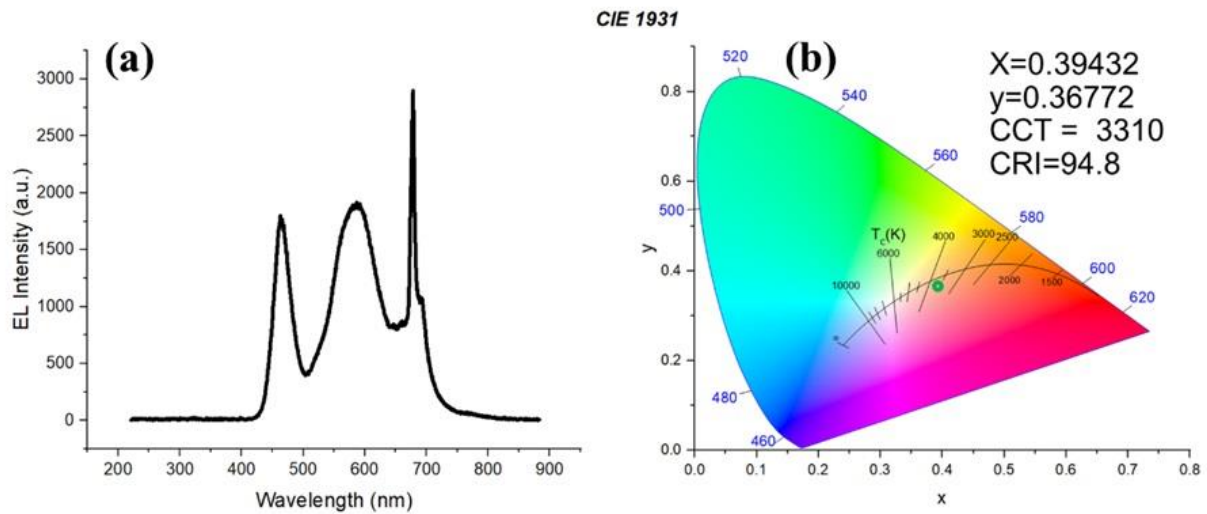 CIE 1931
(a)
EL Intensity (a.u.)
3000
2500
2000
1500
1000
500
0
200 300 400 500 600 700 800 900
Wavelength (nm)
(b)
X=0.39432
y=0.36772
CCT = 3310
CRI=94.8
y
0.8
0.6
0.4
0.2
0.0
520
540
560
500
580
600
620
480
460
Tc(K)
4000
3000
2500
6000
10000
2000
1500
∞
0.0 0.1 0.2 0.3 0.4 0.5 0.6 0.7 0.8
x